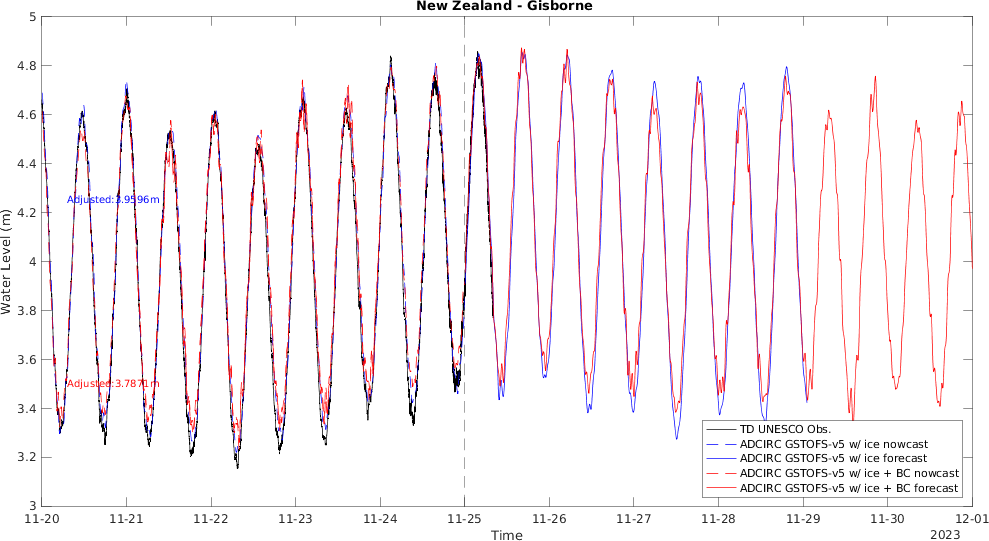 New Zealand - Gisborne
5
4.8
4.6
4.4
4.2
4
3.8
3.6
3.4
3.2
3
Water Level (m)
Adjusted:3.9596m
Adjusted:3.7871m
TD UNESCO Obs.
ADCIRC GSTOFS-v5 w/ ice nowcast
ADCIRC GSTOFS-v5 w/ ice forecast
ADCIRC GSTOFS-v5 w/ ice + BC nowcast
ADCIRC GSTOFS-v5 w/ ice + BC forecast
11-20 11-21 11-22 11-23 11-24 11-25 11-26 11-27 11-28 11-29 11-30 12-01
Time
2023